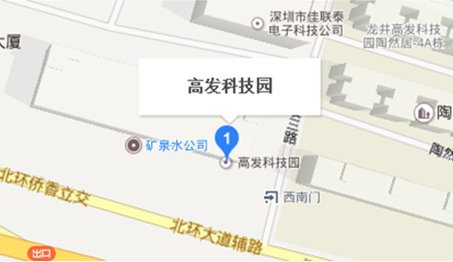 深圳市佳联泰
电子科技公司
龙井高发科技
园陶然居-4A栋
大厦
高发科技园
陶
1
路
矿泉水公司
高发科技园
陶然
西南门
北环侨香立交
北环大道辅路
出口